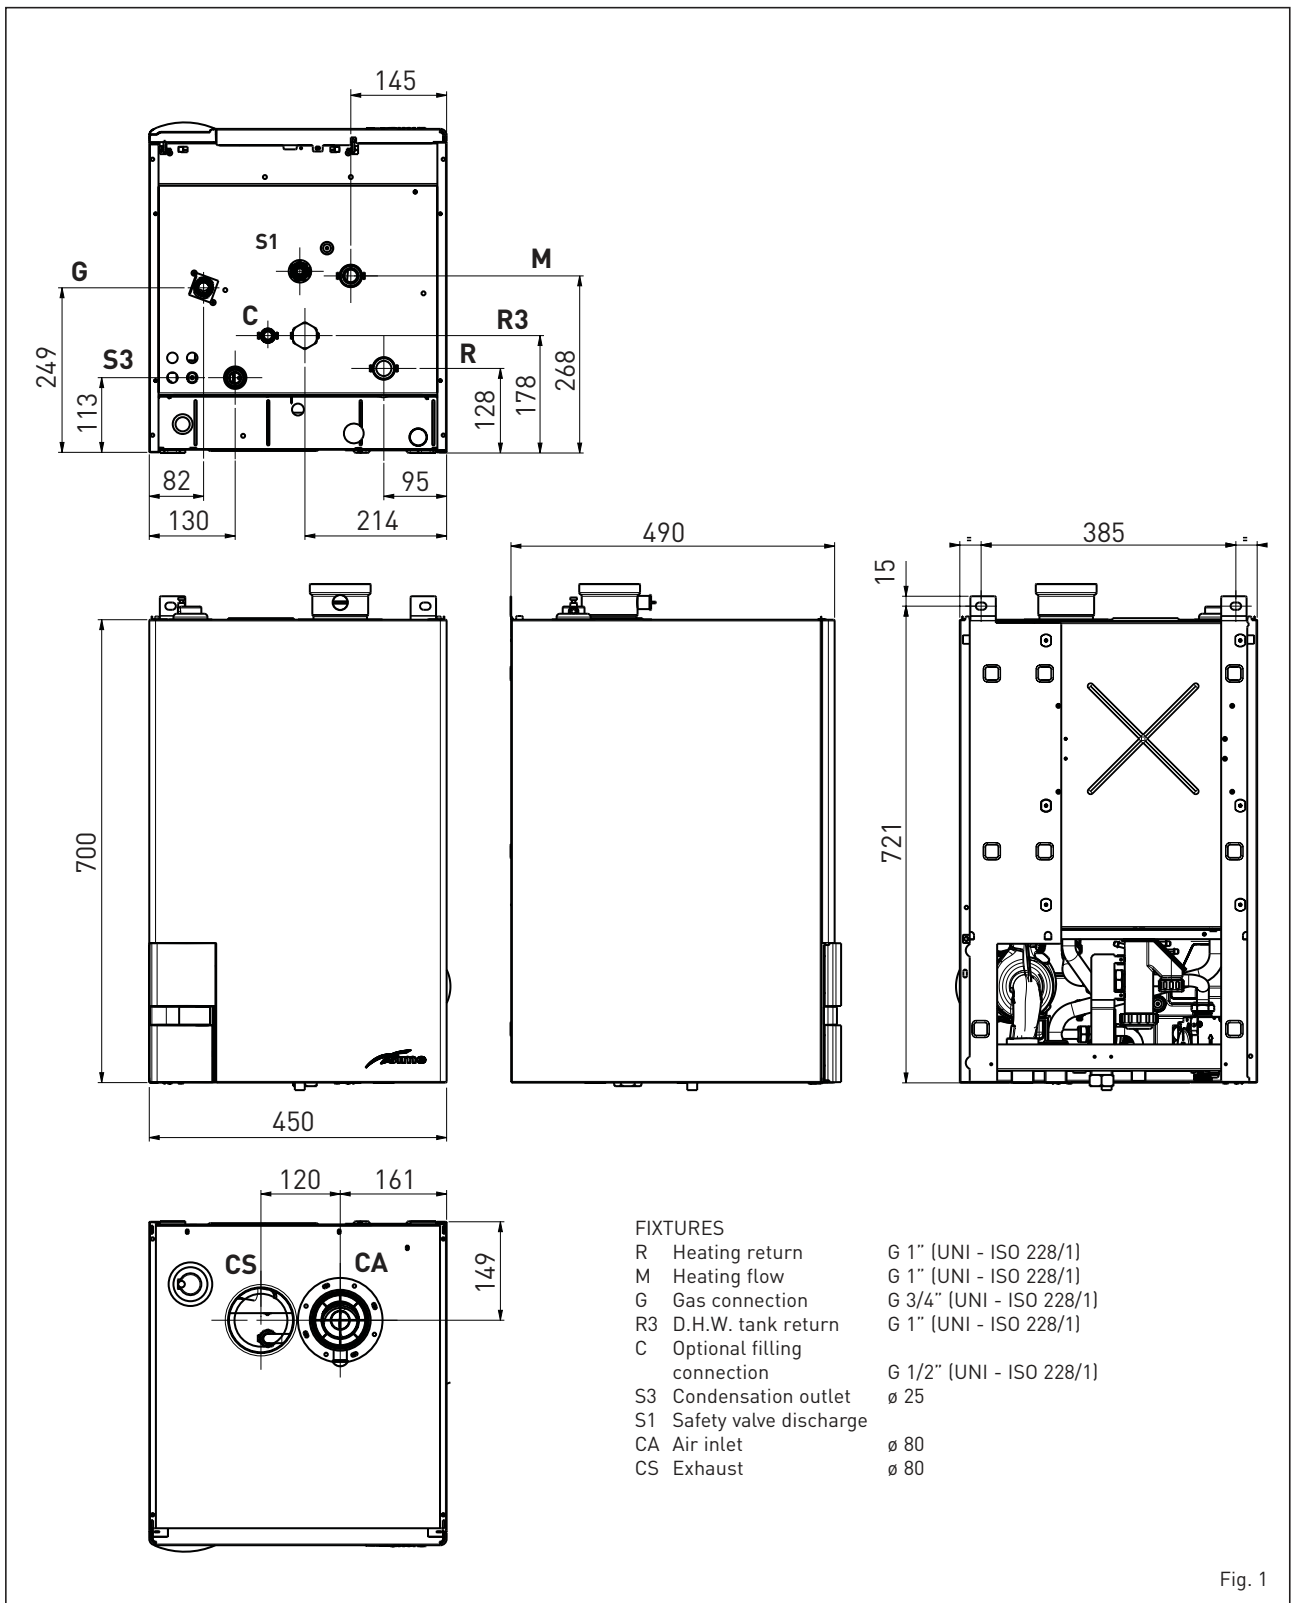 145
S1
M
G
C
R3
S3
R
249
113
128
178
268
82
95
130
214
490
385
=
=
15
700
721
sime
450
120
161
CS
CA
149
FIXTURES
R Heating return G 1” (UNI - ISO 228/1)
M Heating flow G 1” (UNI - ISO 228/1)
G Gas connection G 3/4” (UNI - ISO 228/1)
R3 D.H.W. tank return G 1” (UNI - ISO 228/1)
C Optional filling
connection G 1/2” (UNI - ISO 228/1)
S3 Condensation outlet ø 25
S1 Safety valve discharge
CA Air inlet ø 80
CS Exhaust ø 80
Fig. 1